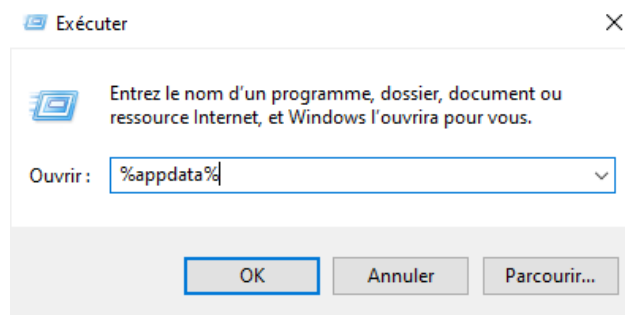 Exécuter
Entrez le nom d’un programme, dossier, document ou
ressource Internet, et Windows l’ouvrira pour vous.
Ouvrir : %appdata%
OK Annuler Parcourir...